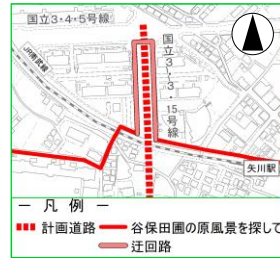 国立3・4・5号線
国立3・3・15号線
JR南武線
矢川駅
－ 凡 例 －
計画道路
谷保田圃の原風景を探して
迂回路